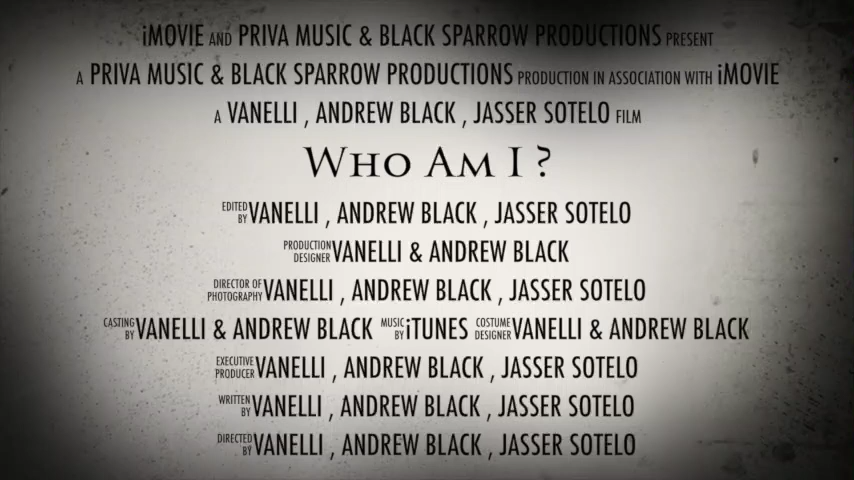 iMOVIE AND PRIVA MUSIC & BLACK SPARROW PRODUCTIONS PRESENT
A PRIVA MUSIC & BLACK SPARROW PRODUCTIONS PRODUCTION IN ASSOCIATION WITH iMOVIE
A VANELLI , ANDREW BLACK , JASSER SOTELO FILM
WHO AM I ?
EDITED BY VANELLI , ANDREW BLACK , JASSER SOTELO
PRODUCTION DESIGNER VANELLI & ANDREW BLACK
DIRECTOR OF PHOTOGRAPHY VANELLI , ANDREW BLACK , JASSER SOTELO
CASTING BY VANELLI & ANDREW BLACK MUSIC BY iTUNES COSTUME DESIGNER VANELLI & ANDREW BLACK
EXECUTIVE PRODUCER VANELLI , ANDREW BLACK , JASSER SOTELO
WRITTEN BY VANELLI , ANDREW BLACK , JASSER SOTELO
DIRECTED BY VANELLI , ANDREW BLACK , JASSER SOTELO